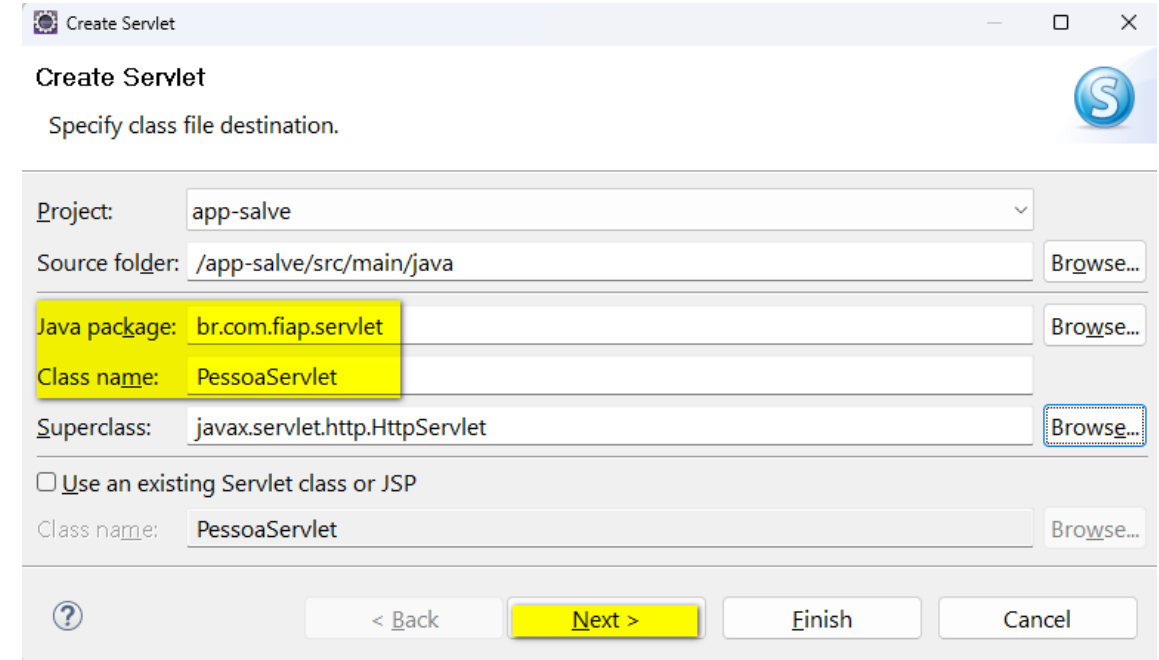 Create Servlet
Create Servlet
S
Specify class file destination.
Project: app-salve
Source folder: /app-salve/src/main/java Browse...
Java package: br.com.fiap.servlet Browse...
Class name: PessoaServlet
Superclass: javax.servlet.http.HttpServlet Browse...
Use an existing Servlet class or JSP
Class name: PessoaServlet Browse...
? < Back Next > Finish Cancel